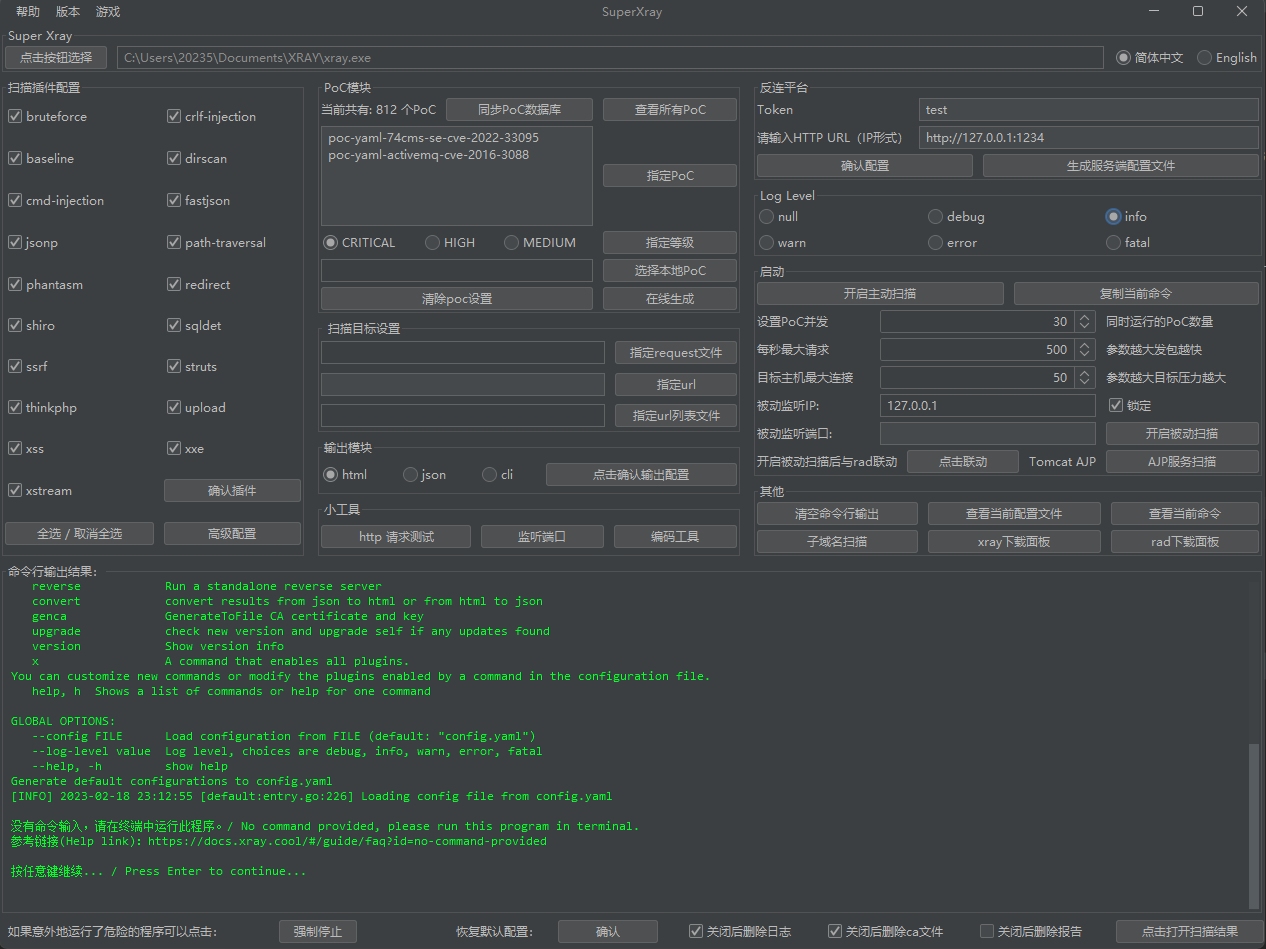 帮助 版本 游戏 SuperXray
Super Xray
点击按钮选择 C:\Users\20235\Documents\XRAY\xray.exe 简体中文 English
扫描插件配置
bruteforce crlf-injection
baseline dirscan
cmd-injection fastjson
jsonp path-traversal
phantasm redirect
shiro sqldet
ssrf struts
thinkphp upload
xss xxe
xstream 确认插件
全选 / 取消全选 高级配置
PoC模块
当前共有: 812 个PoC 同步PoC数据库 查看所有PoC
poc-yaml-74cms-se-cve-2022-33095
poc-yaml-activemq-cve-2016-3088
指定PoC
CRITICAL HIGH MEDIUM 指定等级
选择本地PoC
清除poc设置 在线生成
扫描目标设置
指定request文件
指定url
指定url列表文件
输出模块
html json cli 点击确认输出配置
小工具
http 请求测试 监听端口 编码工具
反连平台
Token test
请输入HTTP URL（IP形式） http://127.0.0.1:1234
确认配置 生成服务端配置文件
Log Level
null debug info
warn error fatal
启动
开启主动扫描 复制当前命令
设置PoC并发 30 同时运行的PoC数量
每秒最大请求 500 参数越大发包越快
目标主机最大连接 50 参数越大目标压力越大
被动监听IP: 127.0.0.1 锁定
被动监听端口: 开启被动扫描
开启被动扫描后与rad联动 点击联动 Tomcat AJP AJP服务扫描
其他
清空命令行输出 查看当前配置文件 查看当前命令
子域名扫描 xray下载面板 rad下载面板
命令行输出结果:
reverse Run a standalone reverse server
convert convert results from json to html or from html to json
genca GenerateToFile CA certificate and key
upgrade check new version and upgrade self if any updates found
version Show version info
x A command that enables all plugins.
You can customize new commands or modify the plugins enabled by a command in the configuration file.
help, h Shows a list of commands or help for one command
GLOBAL OPTIONS:
--config FILE Load configuration from FILE (default: "config.yaml")
--log-level value Log level, choices are debug, info, warn, error, fatal
--help, -h show help
Generate default configurations to config.yaml
[INFO] 2023-02-18 23:12:55 [default:entry.go:226] Loading config file from config.yaml
没有命令输入，请在终端中运行此程序。/ No command provided, please run this program in terminal.
参考链接(Help link): https://docs.xray.cool/#/guide/faq?id=no-command-provided
按任意键继续... / Press Enter to continue...
如果意外地运行了危险的程序可以点击: 强制停止 恢复默认配置: 确认 关闭后删除日志 关闭后删除ca文件 关闭后删除报告 点击打开扫描结果